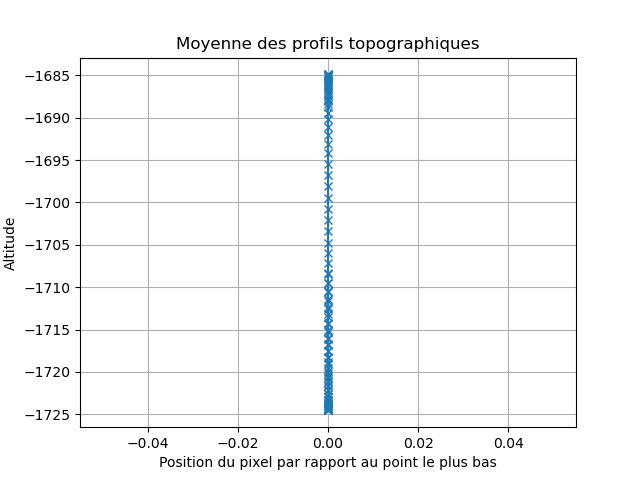 Moyenne des profils topographiques
−1685
−1690
−1695
−1700
−1705
−1710
−1715
−1720
−1725
Altitude
−0.04 −0.02 0.00 0.02 0.04
Position du pixel par rapport au point le plus bas